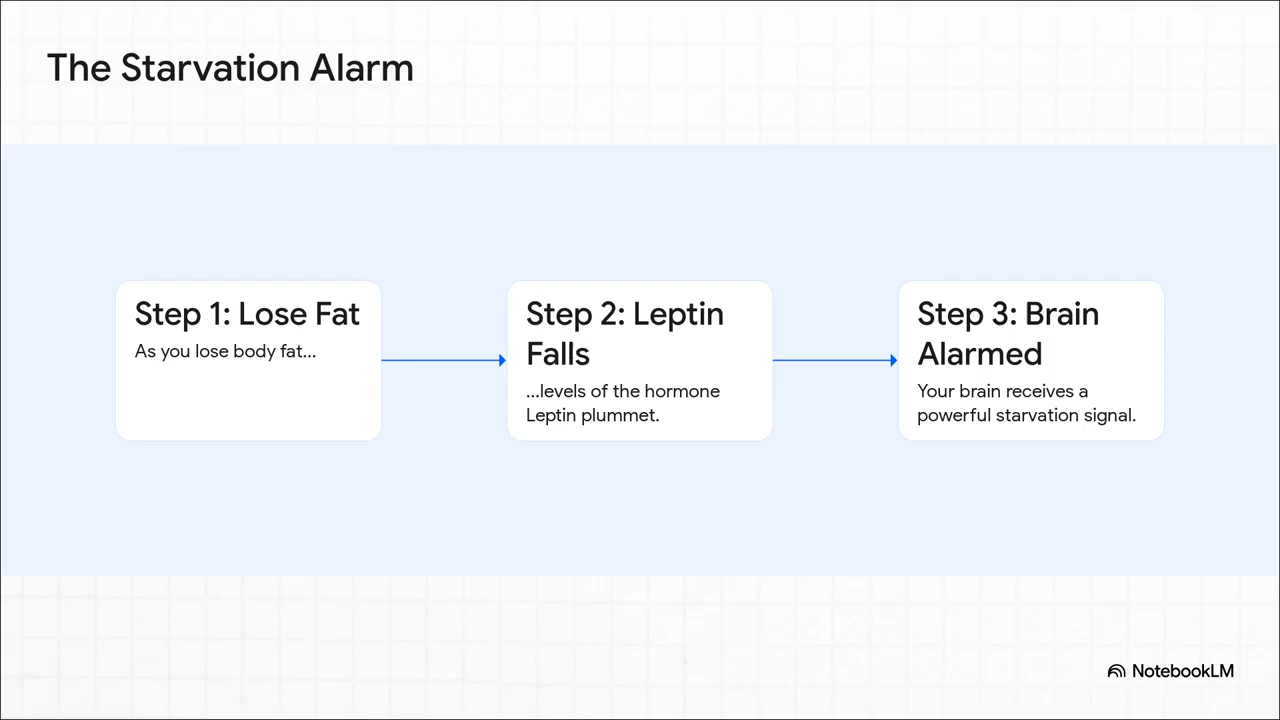 The Starvation Alarm
Step 1: Lose Fat
As you lose body fat...
Step 2: Leptin
Falls
...levels of the hormone
Leptin plummet.
Step 3: Brain
Alarmed
Your brain receives a
powerful starvation signal.
NotebookLM